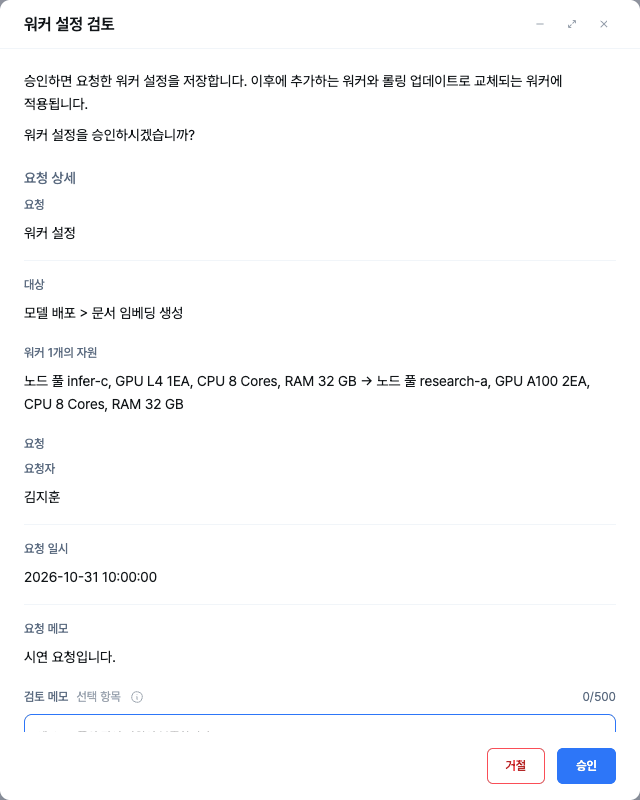 워커 설정 검토
승인하면 요청한 워커 설정을 저장합니다. 이후에 추가하는 워커와 롤링 업데이트로 교체되는 워커에
적용됩니다.
워커 설정을 승인하시겠습니까?
요청 상세
요청
워커 설정
대상
모델 배포 > 문서 임베딩 생성
워커 1개의 자원
노드 풀 infer-c, GPU L4 1EA, CPU 8 Cores, RAM 32 GB → 노드 풀 research-a, GPU A100 2EA,
CPU 8 Cores, RAM 32 GB
요청
요청자
김지훈
요청 일시
2026-10-31 10:00:00
요청 메모
시연 요청입니다.
검토 메모 선택 항목 0/500
거절 승인